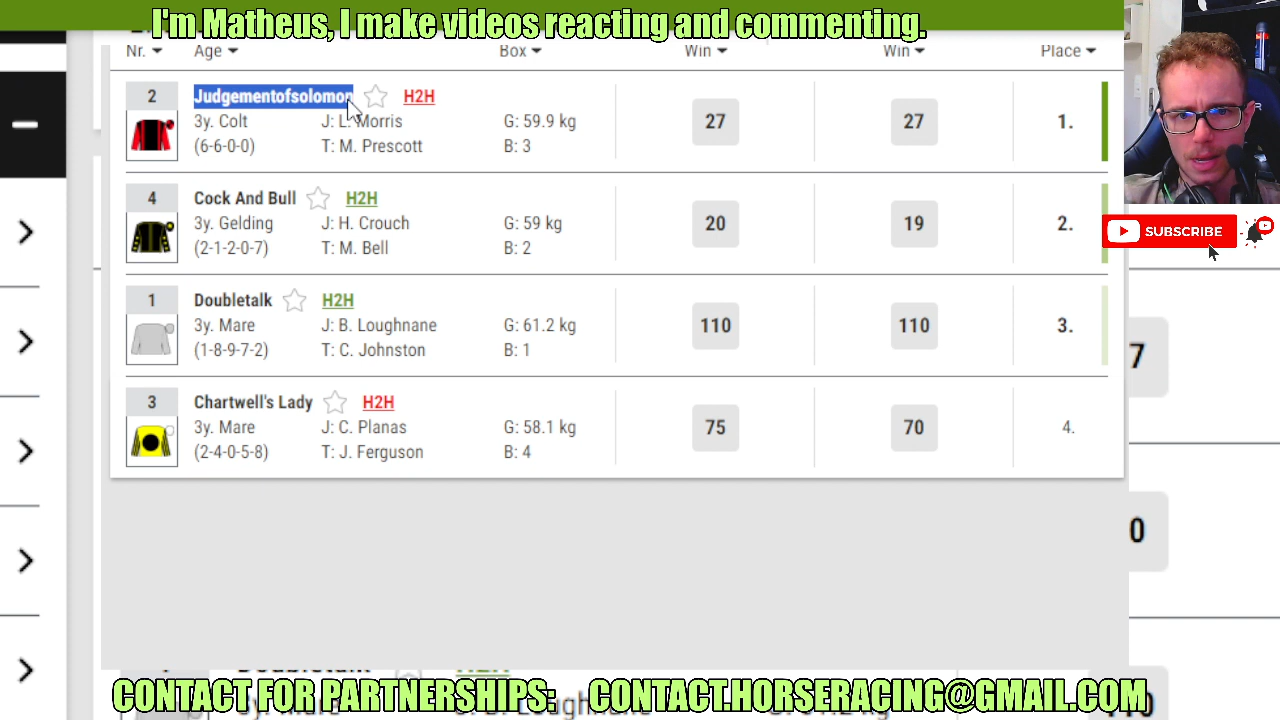 I'm Matheus, I make videos reacting and commenting.
Nr. Age Box Win Win Place
2 Judgementofsolomon H2H
3y. Colt J: L. Morris G: 59.9 kg 27 27 1.
(6-6-0-0) T: M. Prescott B: 3
4 Cock And Bull H2H
3y. Gelding J: H. Crouch G: 59 kg 20 19 2.
(2-1-2-0-7) T: M. Bell B: 2
SUBSCRIBE
1 Doubletalk H2H
3y. Mare J: B. Loughnane G: 61.2 kg 110 110 3.
(1-8-9-7-2) T: C. Johnston B: 1
7
3 Chartwell's Lady H2H
3y. Mare J: C. Planas G: 58.1 kg 75 70 4.
(2-4-0-5-8) T: J. Ferguson B: 4
0
CONTACT FOR PARTNERSHIPS: CONTACT.HORSERACING@GMAIL.COM